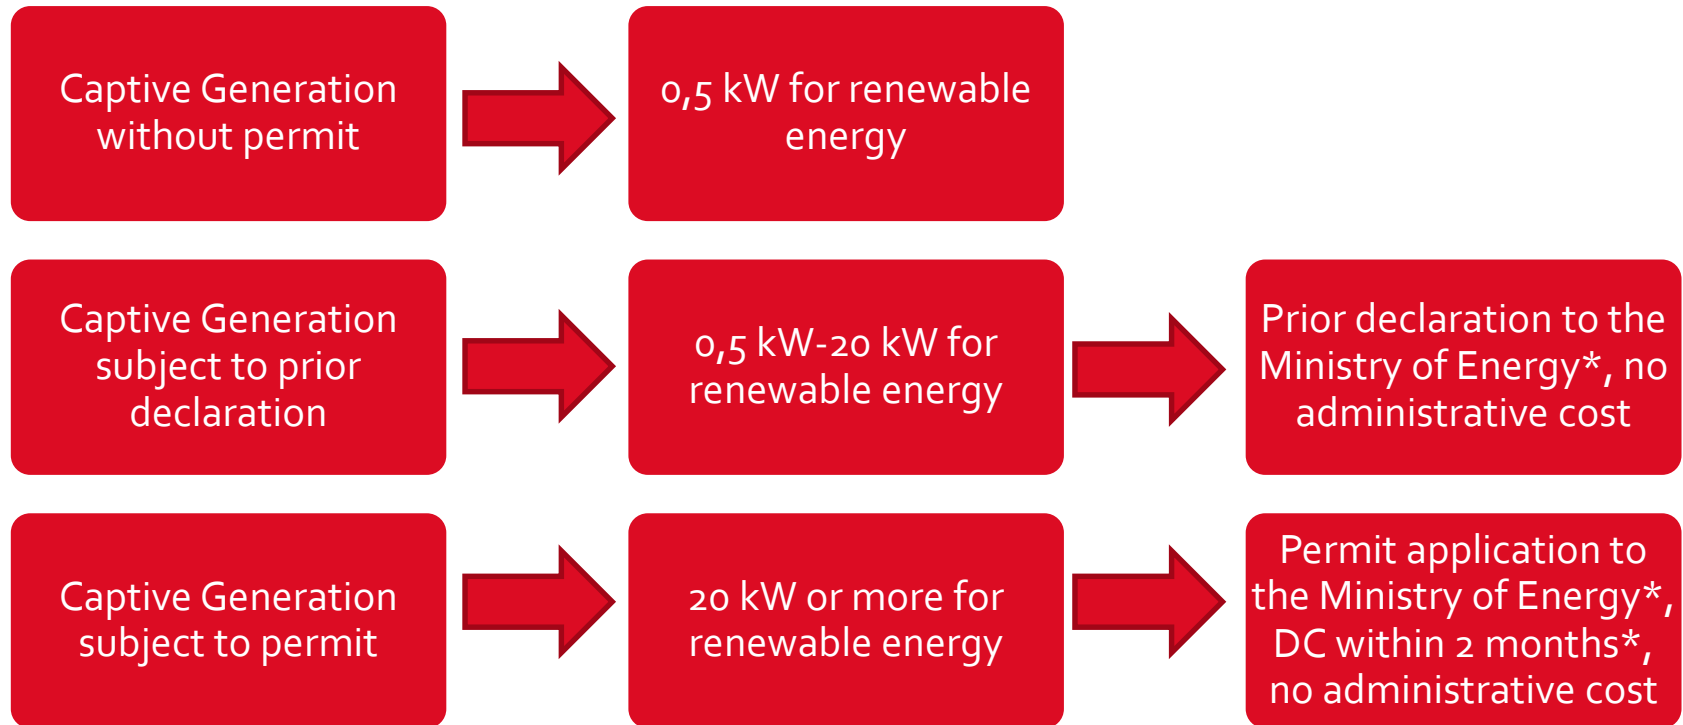 Captive Generation
without permit
0,5 kW for renewable
energy
Captive Generation
subject to prior
declaration
0,5 kW-20 kW for
renewable energy
Prior declaration to the
Ministry of Energy*, no
administrative cost
Captive Generation
subject to permit
20 kW or more for
renewable energy
Permit application to
the Ministry of Energy*,
DC within 2 months*,
no administrative cost